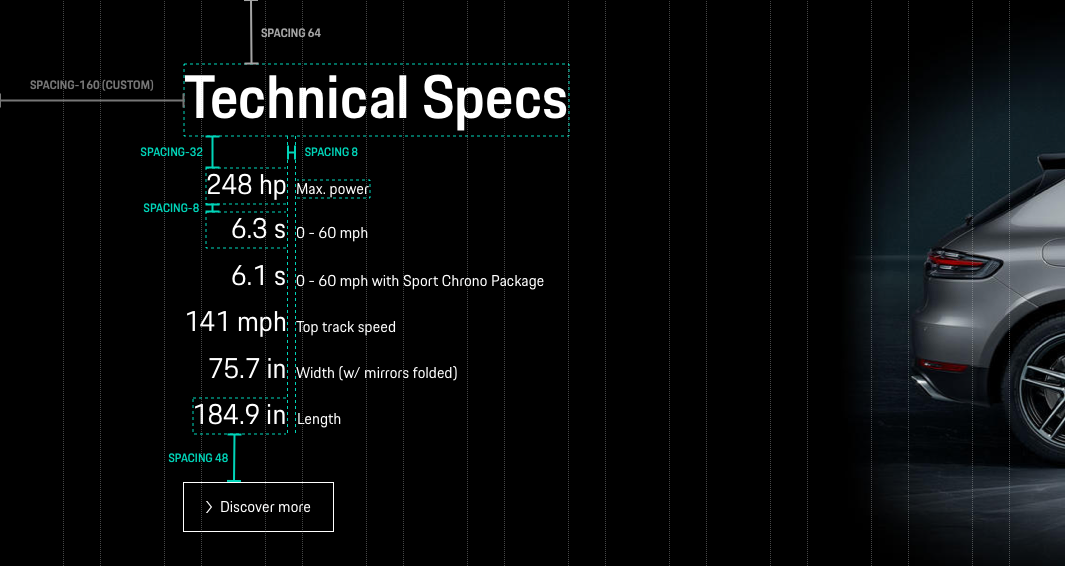 SPACING 64
SPACING-160 (CUSTOM)
Technical Specs
SPACING-32
SPACING 8
248 hp Max. power
SPACING-8
6.3 s 0 - 60 mph
6.1 s 0 - 60 mph with Sport Chrono Package
141 mph Top track speed
75.7 in Width (w/ mirrors folded)
184.9 in Length
SPACING 48
Discover more